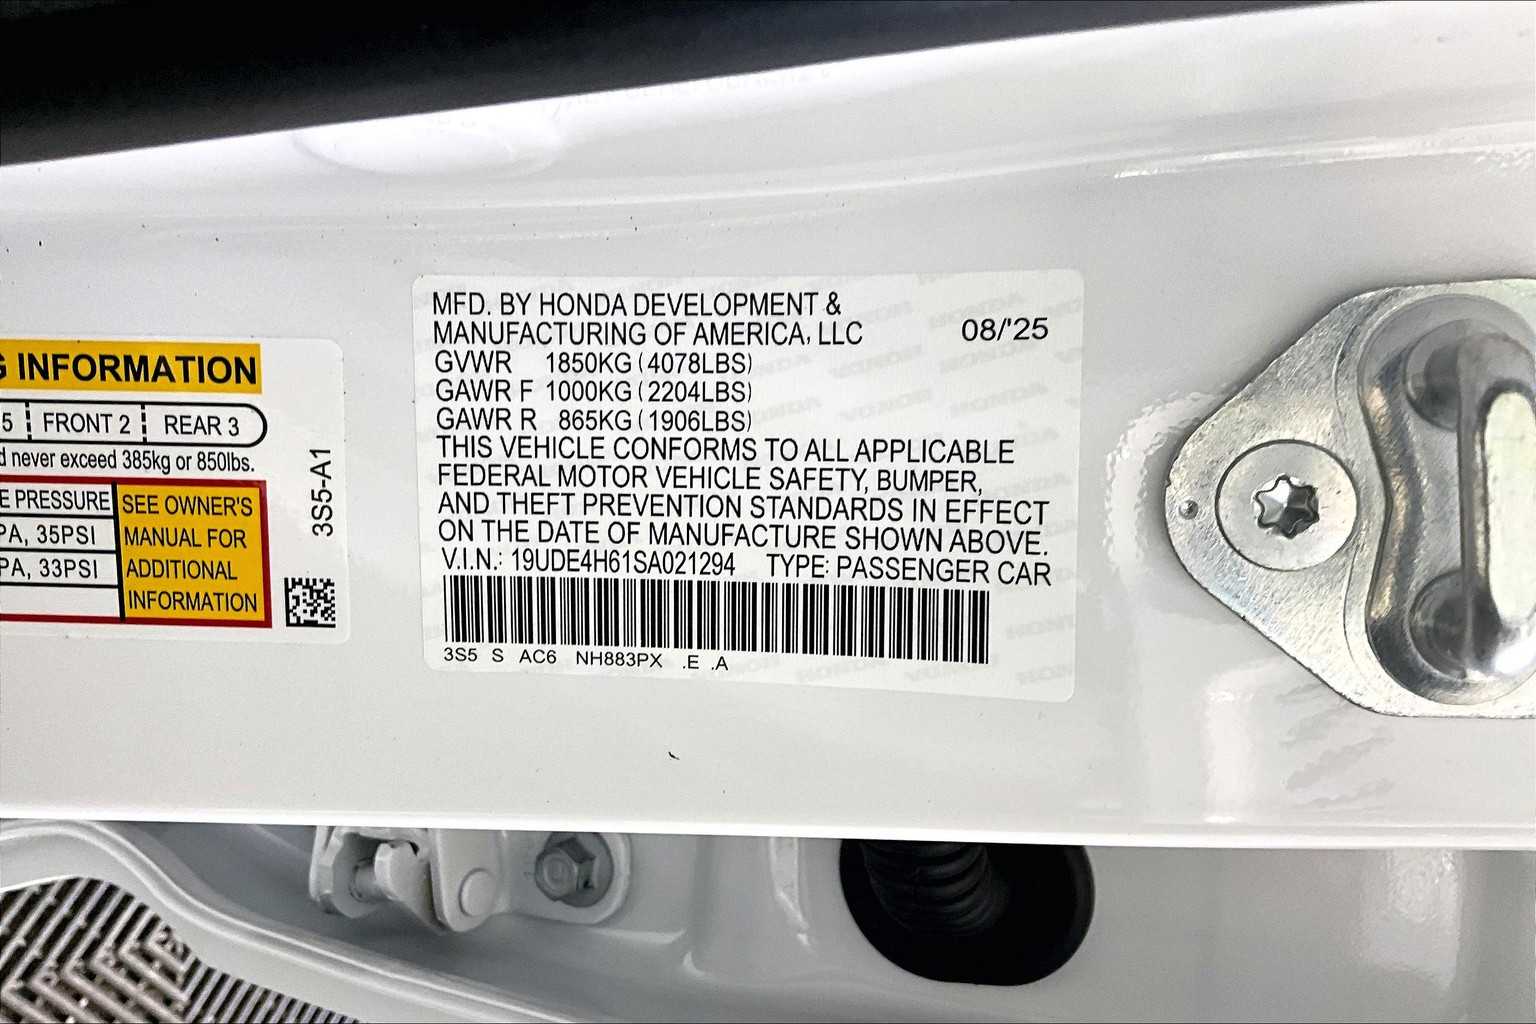 G INFORMATION
5 FRONT 2 REAR 3
d never exceed 385kg or 850lbs.
E PRESSURE
PA, 35PSI
PA, 33PSI
SEE OWNER'S
MANUAL FOR
ADDITIONAL
INFORMATION
3S5-A1
MFD. BY HONDA DEVELOPMENT &
MANUFACTURING OF AMERICA, LLC 08/'25
GVWR 1850KG (4078LBS)
GAWR F 1000KG (2204LBS)
GAWR R 865KG (1906LBS)
THIS VEHICLE CONFORMS TO ALL APPLICABLE
FEDERAL MOTOR VEHICLE SAFETY, BUMPER,
AND THEFT PREVENTION STANDARDS IN EFFECT
ON THE DATE OF MANUFACTURE SHOWN ABOVE.
V.I.N.: 19UDE4H61SA021294 TYPE: PASSENGER CAR
3S5 S AC6 NH883PX .E .A